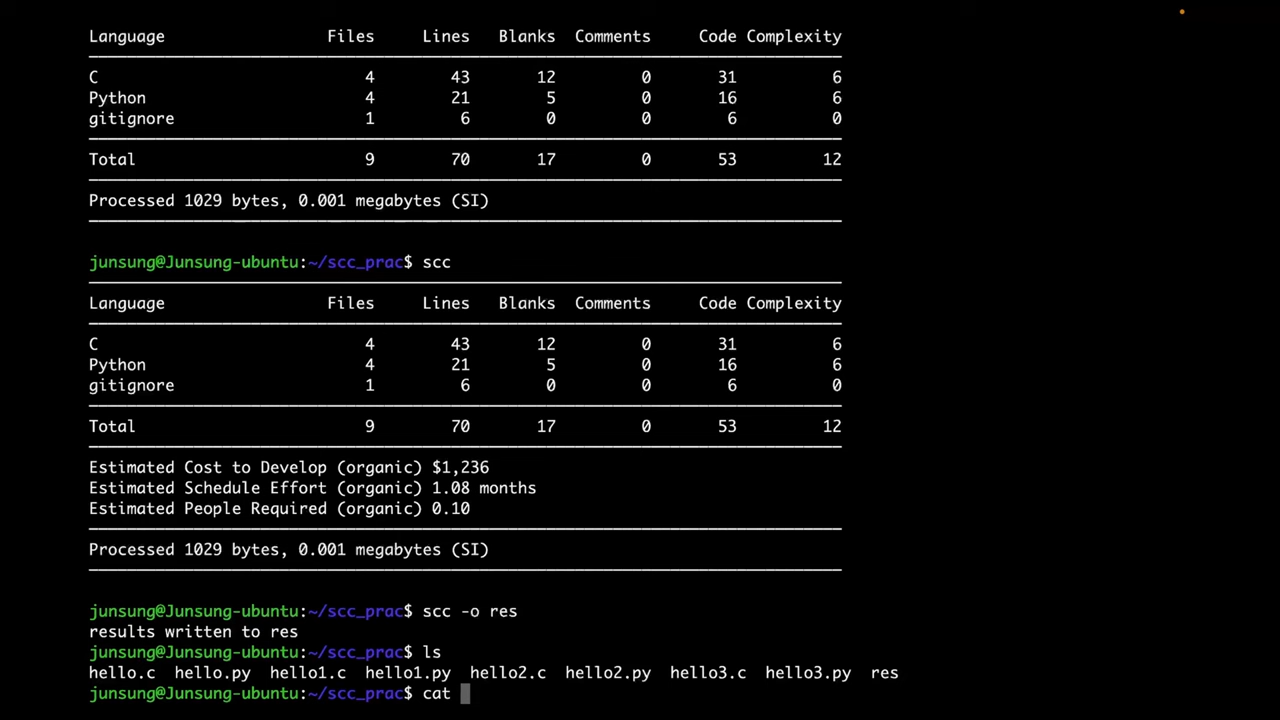 Language Files Lines Blanks Comments Code Complexity
C 4 43 12 0 31 6
Python 4 21 5 0 16 6
gitignore 1 6 0 0 6 0
Total 9 70 17 0 53 12
Processed 1029 bytes, 0.001 megabytes (SI)
junsung@Junsung-ubuntu:~/scc_prac$ scc
Language Files Lines Blanks Comments Code Complexity
C 4 43 12 0 31 6
Python 4 21 5 0 16 6
gitignore 1 6 0 0 6 0
Total 9 70 17 0 53 12
Estimated Cost to Develop (organic) $1,236
Estimated Schedule Effort (organic) 1.08 months
Estimated People Required (organic) 0.10
Processed 1029 bytes, 0.001 megabytes (SI)
junsung@Junsung-ubuntu:~/scc_prac$ scc -o res
results written to res
junsung@Junsung-ubuntu:~/scc_prac$ ls
hello.c hello.py hello1.c hello1.py hello2.c hello2.py hello3.c hello3.py res
junsung@Junsung-ubuntu:~/scc_prac$ cat